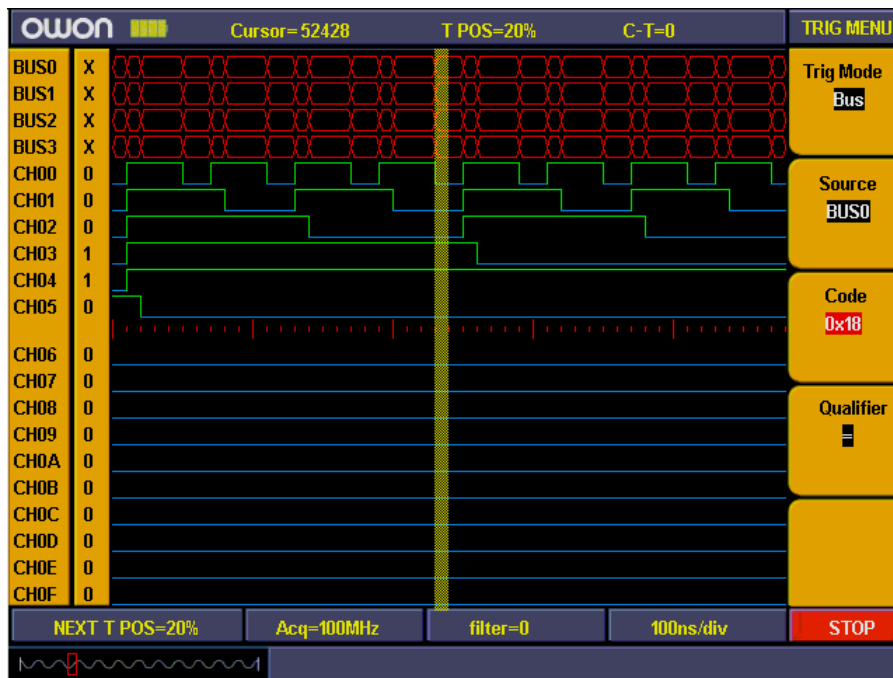 owon Cursor=52428 T POS=20% C-T=0 TRIG MENU
BUS0 X
BUS1 X
BUS2 X
BUS3 X
CH00 0
CH01 0
CH02 0
CH03 1
CH04 1
CH05 0
CH06 0
CH07 0
CH08 0
CH09 0
CH0A 0
CH0B 0
CH0C 0
CH0D 0
CH0E 0
CH0F 0
Trig Mode
Bus
Source
BUS0
Code
0x18
Qualifier
=
NEXT T POS=20% Acq=100MHz filter=0 100ns/div STOP